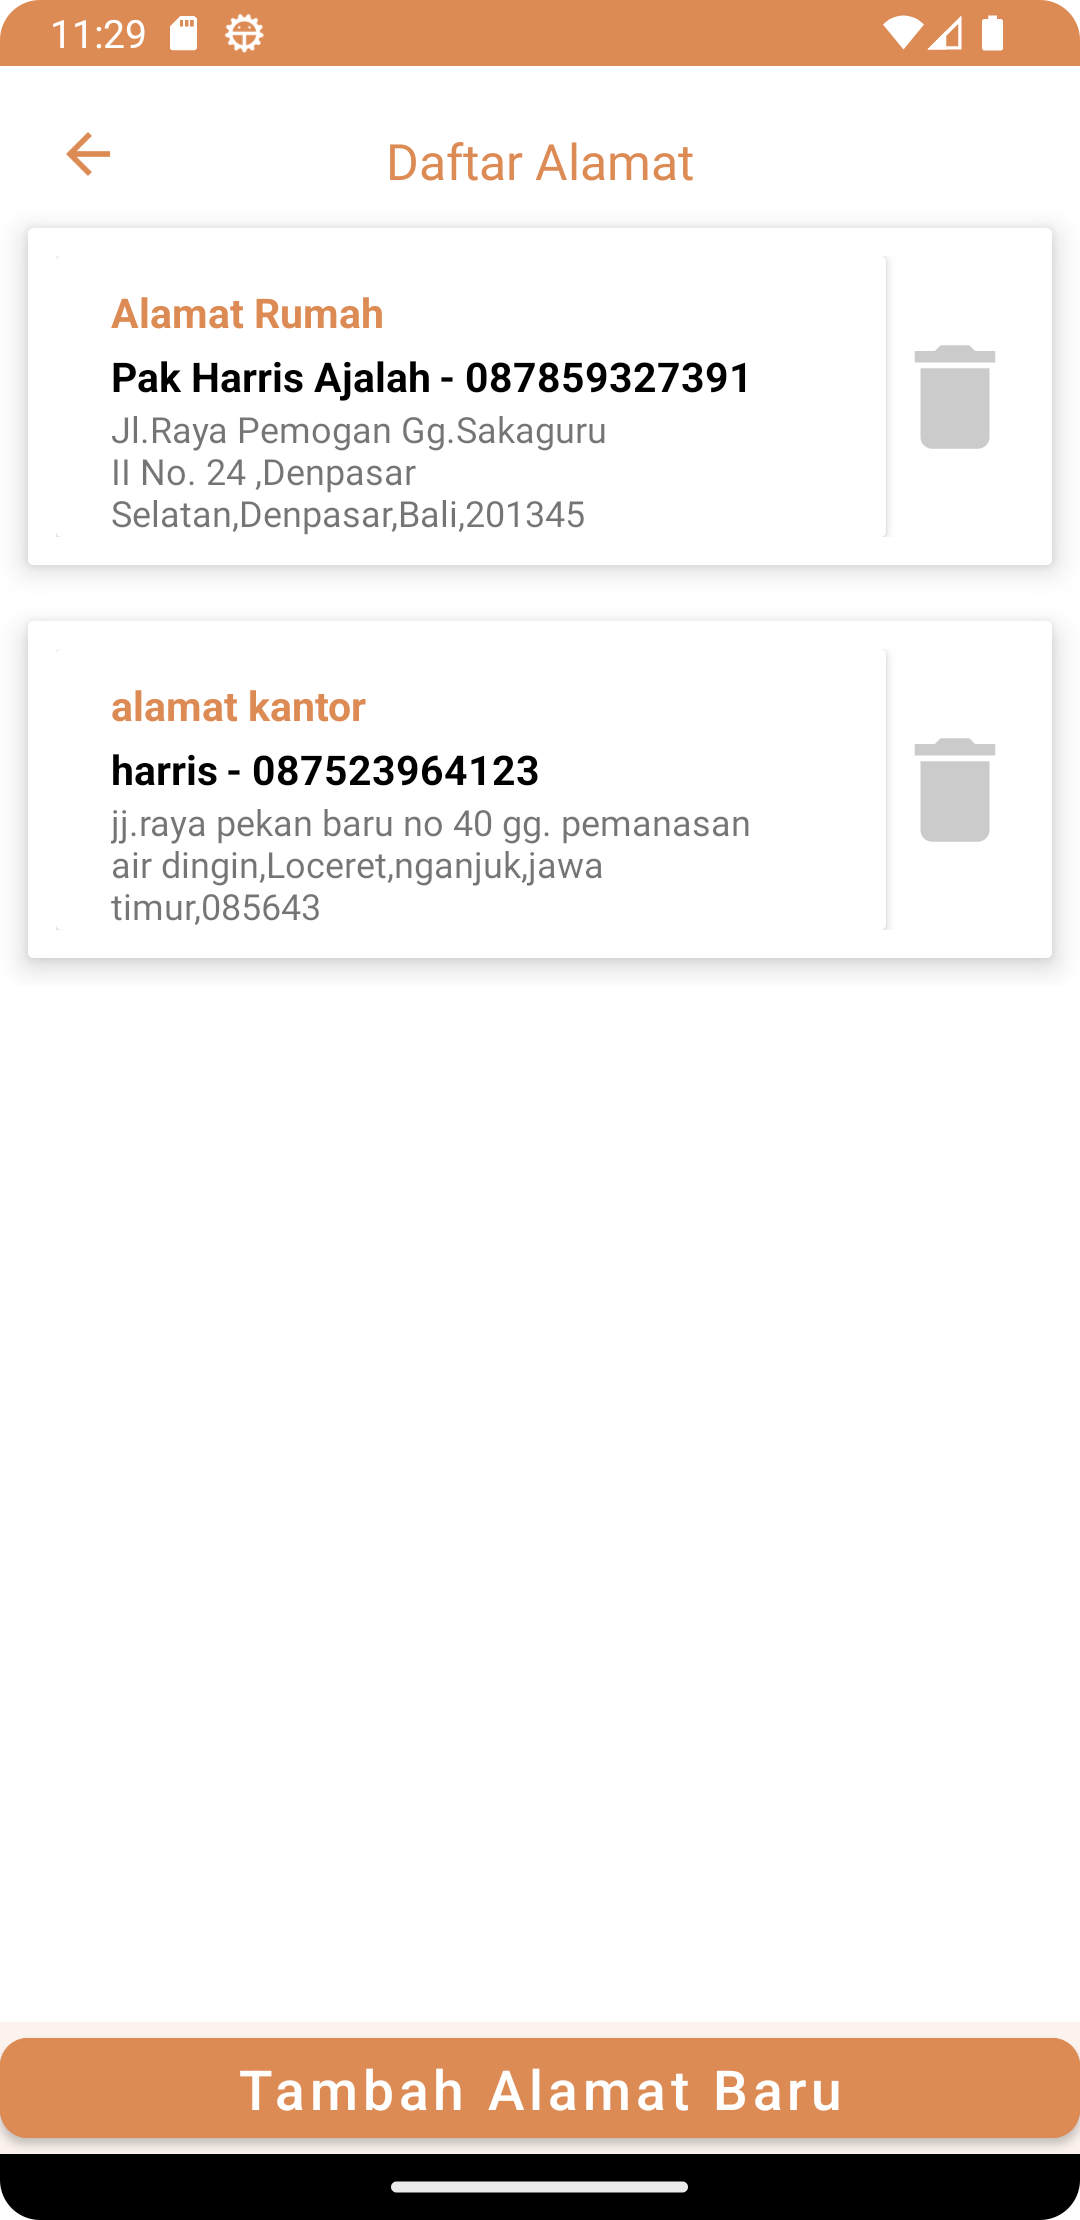 11:29
Daftar Alamat
Alamat Rumah
Pak Harris Ajalah - 087859327391
Jl.Raya Pemogan Gg.Sakaguru
II No. 24 ,Denpasar
Selatan,Denpasar,Bali,201345
alamat kantor
harris - 087523964123
jj.raya pekan baru no 40 gg. pemanasan
air dingin,Loceret,nganjuk,jawa
timur,085643
Tambah Alamat Baru